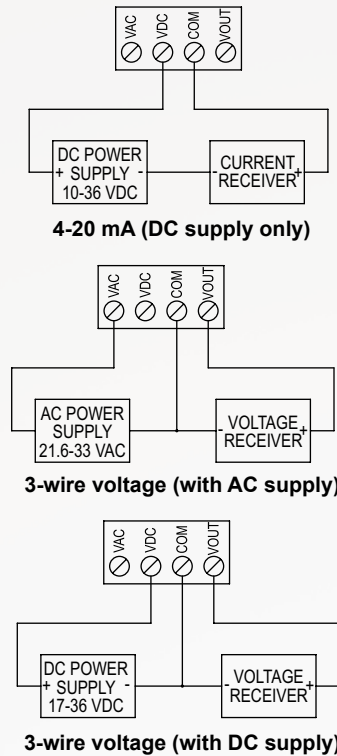 VAC VDC COM VOUT
DC POWER
+ SUPPLY -
10-36 VDC
CURRENT
- RECEIVER +
4-20 mA (DC supply only)
VAC VDC COM VOUT
AC POWER
SUPPLY
21.6-33 VAC
VOLTAGE
- RECEIVER +
3-wire voltage (with AC supply)
VAC VDC COM VOUT
DC POWER
+ SUPPLY -
17-36 VDC
VOLTAGE
- RECEIVER +
3-wire voltage (with DC supply)